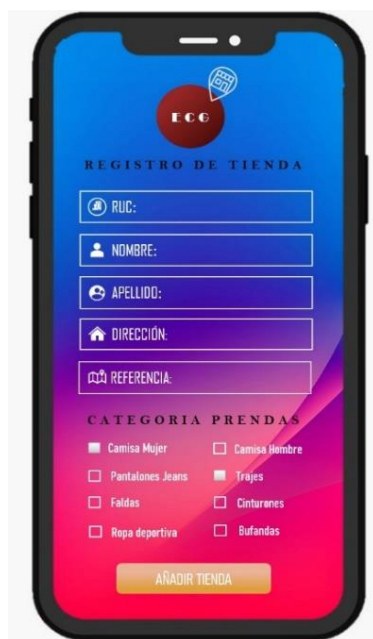 ECG
REGISTRO DE TIENDA
RUC:
NOMBRE:
APELLIDO:
DIRECCIÓN:
REFERENCIA:
CATEGORIA PRENDAS
Camisa Mujer Camisa Hombre
Pantalones Jeans Trajes
Faldas Cinturones
Ropa deportiva Bufandas
AÑADIR TIENDA